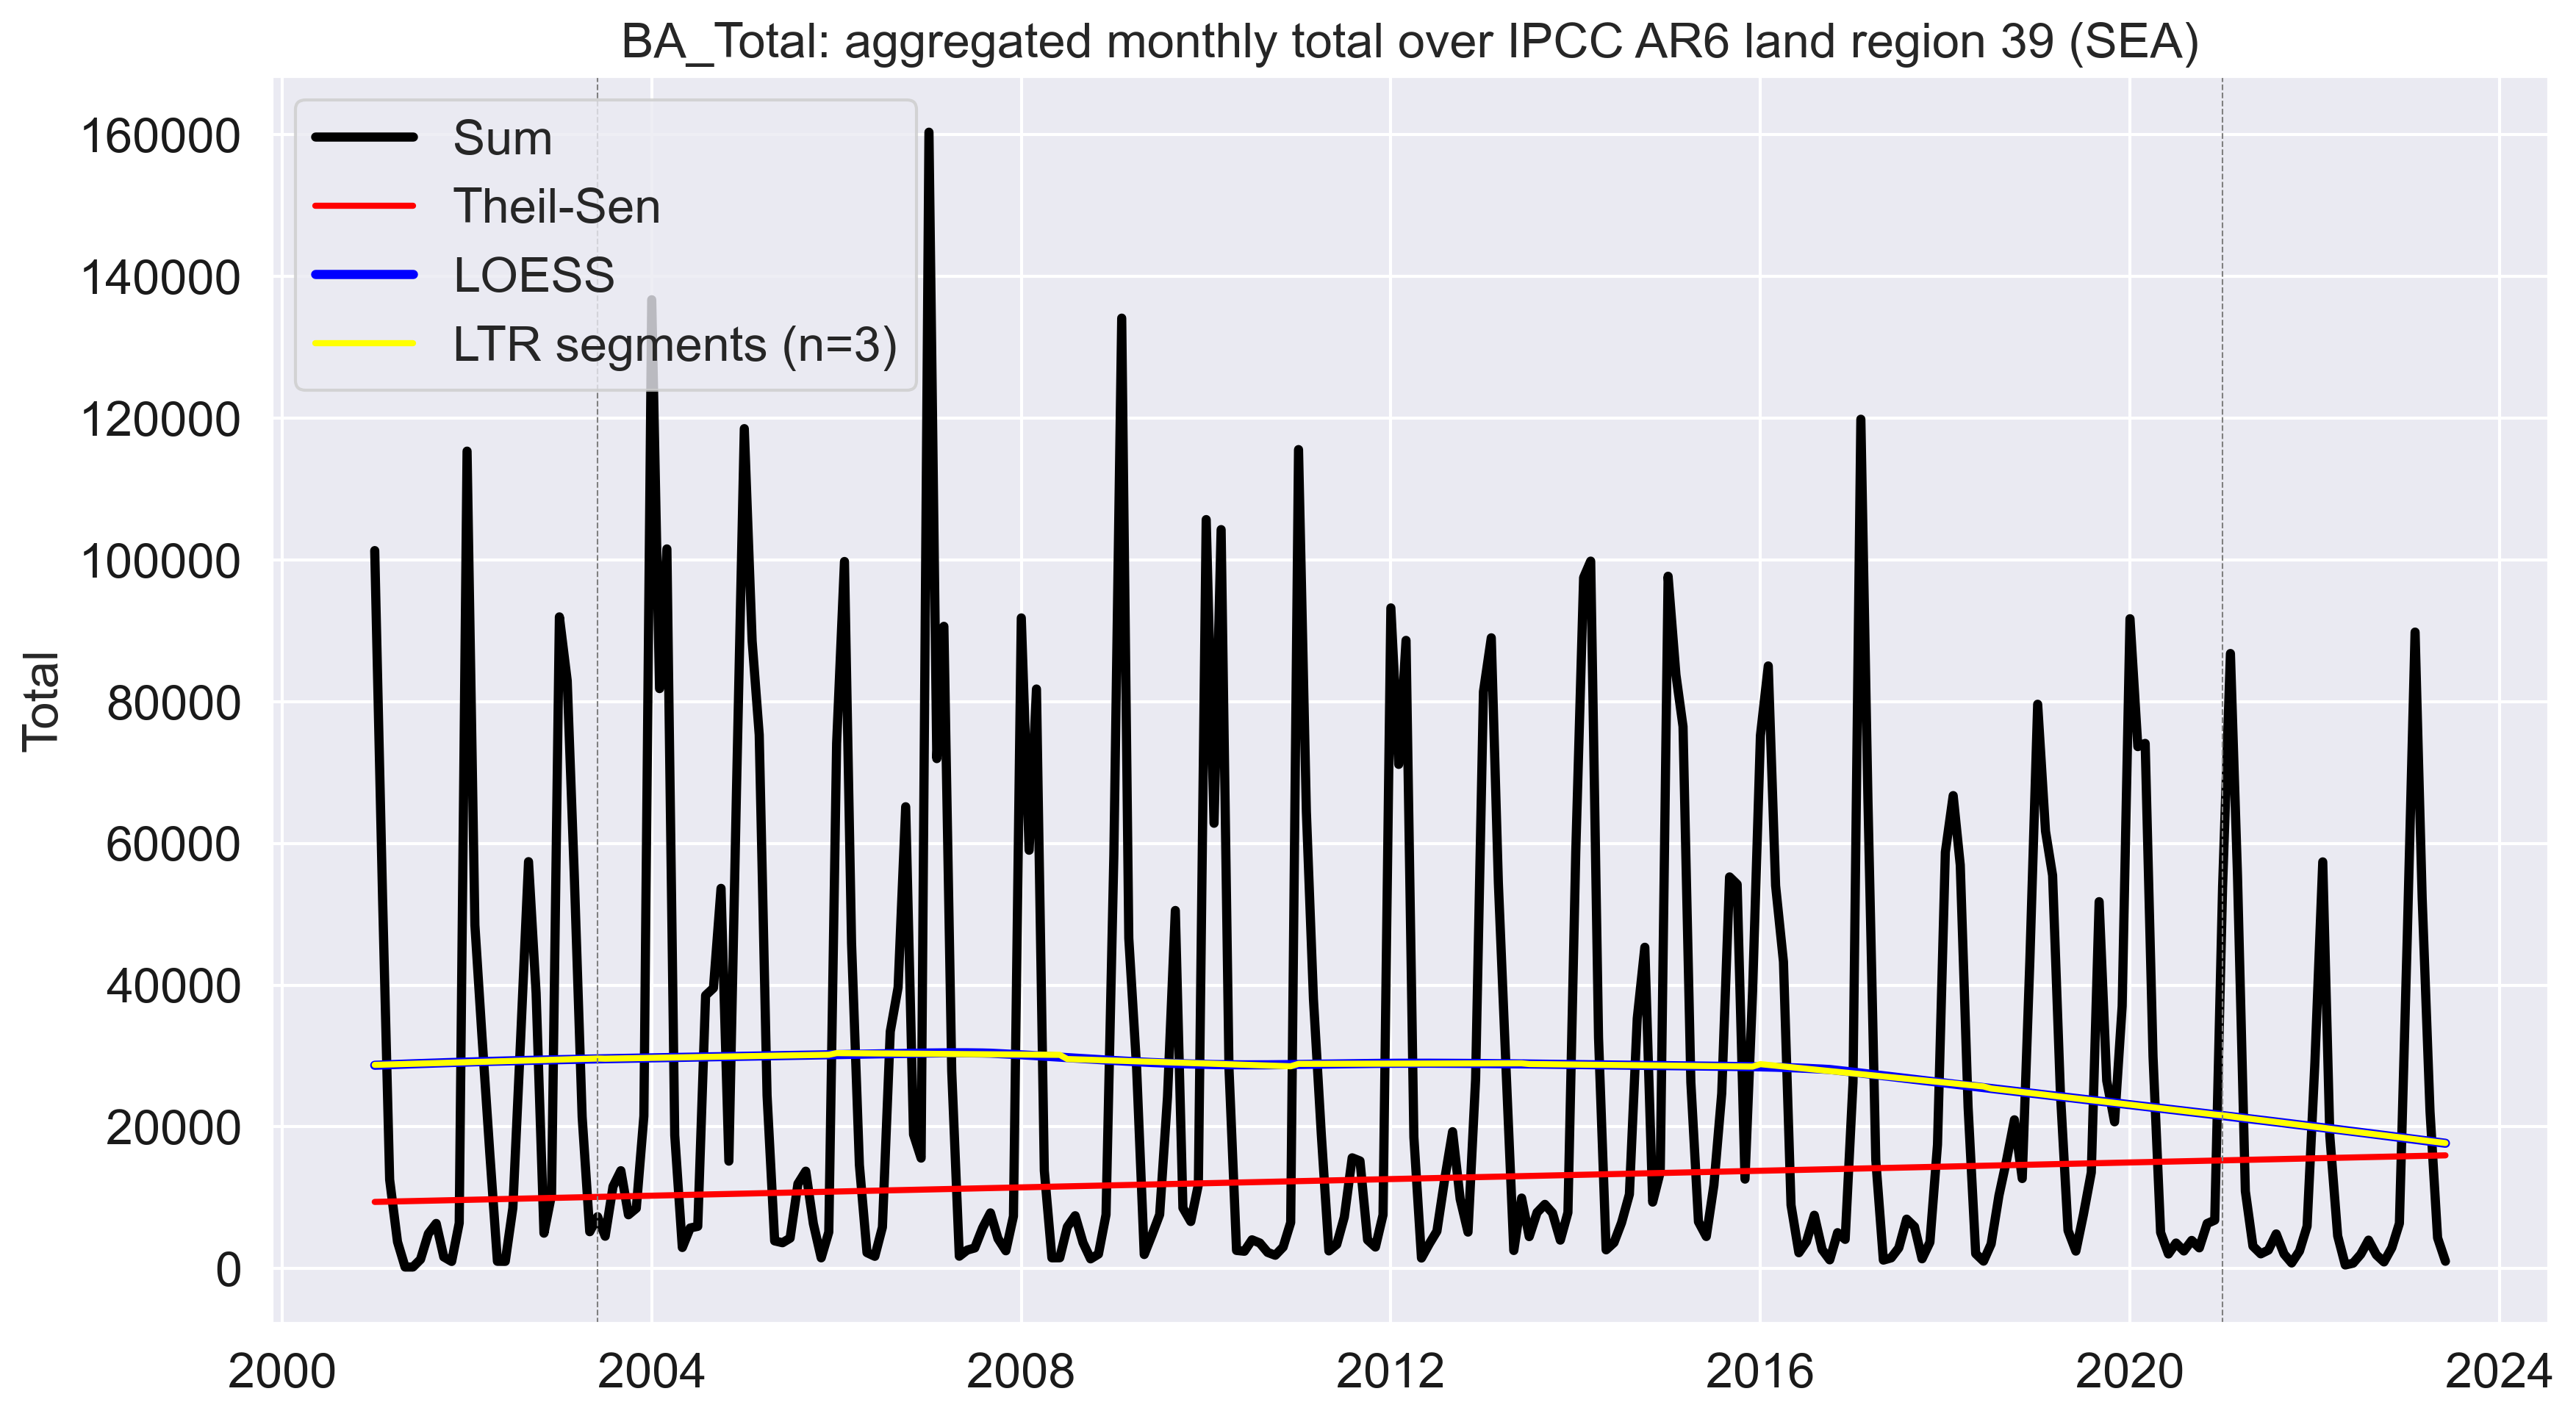 BA_Total: aggregated monthly total over IPCC AR6 land region 39 (SEA)
Sum
Theil-Sen
LOESS
LTR segments (n=3)
Total
160000
140000
120000
100000
80000
60000
40000
20000
0
2000 2004 2008 2012 2016 2020 2024